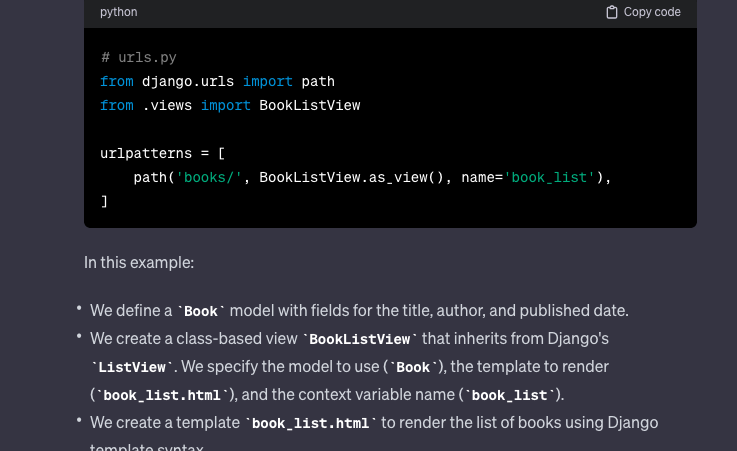 python
Copy code
# urls.py
from django.urls import path
from .views import BookListView
urlpatterns = [
    path('books/', BookListView.as_view(), name='book_list'),
]
In this example:
• We define a `Book` model with fields for the title, author, and published date.
• We create a class-based view `BookListView` that inherits from Django's
`ListView`. We specify the model to use (`Book`), the template to render
(`book_list.html`), and the context variable name (`book_list`).
• We create a template `book_list.html` to render the list of books using Django
template syntax.